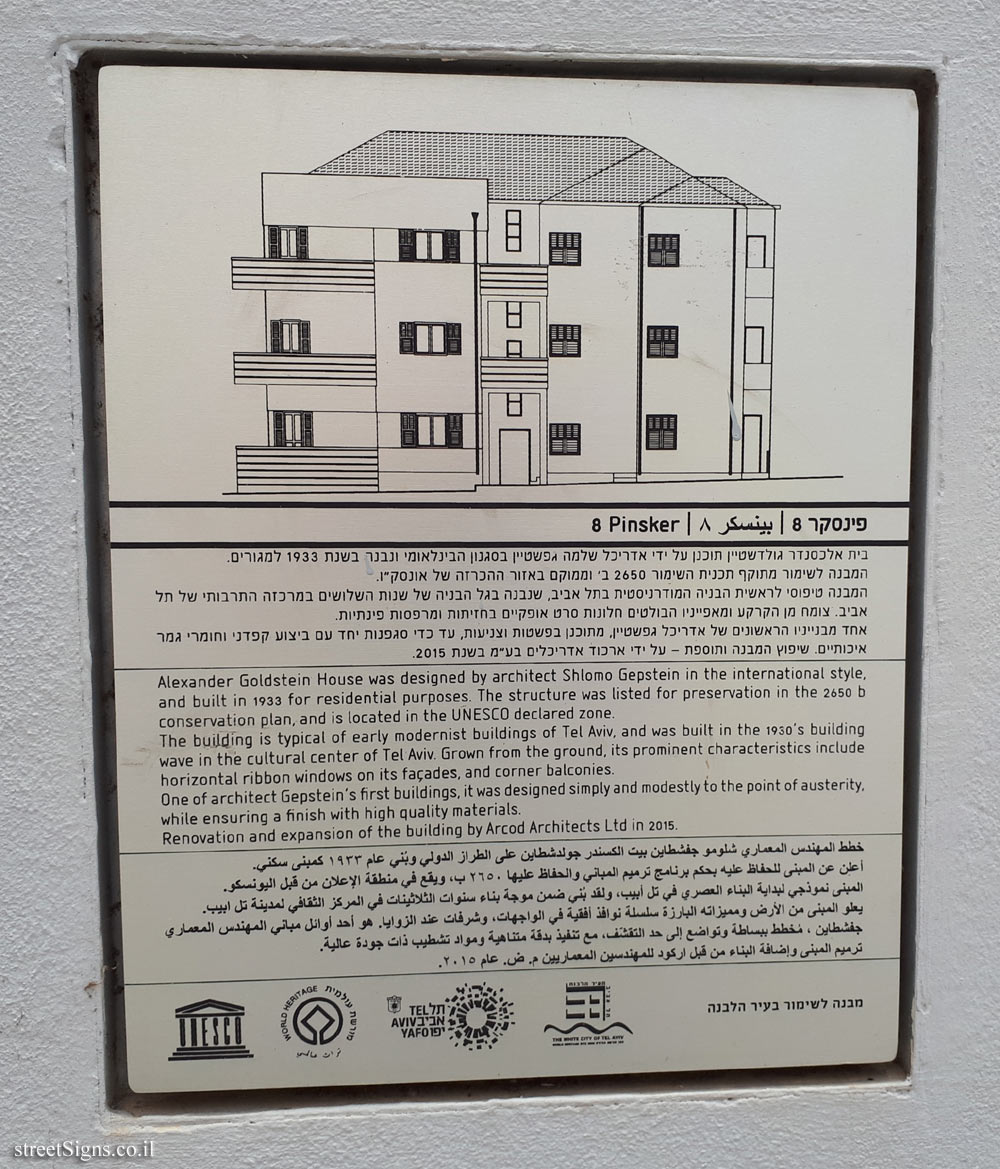 פינסקר 8 | بينسكر ٨ | 8 Pinsker
בית אלכסנדר גולדשטיין תוכנן על ידי אדריכל שלמה גפשטיין בסגנון הבינלאומי ונבנה בשנת 1933 למגורים.
המבנה לשימור מתוקף תכנית השימור 2650 ב' וממוקם באזור ההכרזה של אונסק"ו.
המבנה טיפוסי לראשית הבניה המודרניסטית בתל אביב, שנבנה בגל הבניה של שנות השלושים במרכזה התרבותי של תל
אביב. צומח מן הקרקע ומאפייניו הבולטים חלונות סרט אופקיים בחזיתות ומרפסות פינתיות.
אחד מבנייניו הראשונים של אדריכל גפשטיין, מתוכנן בפשטות וצניעות, עד כדי סגפנות יחד עם ביצוע קפדני וחומרי גמר
איכותיים. שיפוץ המבנה ותוספת – על ידי ארכוד אדריכלים בע"מ בשנת 2015.
Alexander Goldstein House was designed by architect Shlomo Gepstein in the international style,
and built in 1933 for residential purposes. The structure was listed for preservation in the 2650 b
conservation plan, and is located in the UNESCO declared zone.
The building is typical of early modernist buildings of Tel Aviv, and was built in the 1930's building
wave in the cultural center of Tel Aviv. Grown from the ground, its prominent characteristics include
horizontal ribbon windows on its façades, and corner balconies.
One of architect Gepstein's first buildings, it was designed simply and modestly to the point of austerity,
while ensuring a finish with high quality materials.
Renovation and expansion of the building by Arcod Architects Ltd in 2015.
خطط المهندس المعماري شلومو جفشطاين بيت الكسندر جولدشطاين على الطراز الدولي وبُني عام ١٩٣٣ كمبنى سكني.
أعلن عن المبنى للحفاظ عليه بحكم برنامج ترميم المباني والحفاظ عليها ٢٦٥٠ ب، ويقع في منطقة الإعلان من قبل اليونسكو.
المبنى نموذجي لبداية البناء العصري في تل أبيب، ولقد بُني ضمن موجة بناء سنوات الثلاثينات في المركز الثقافي لمدينة تل ابيب.
يعلو المبنى من الأرض ومميزاته البارزة سلسلة نوافذ أفقية في الواجهات، وشرفات عند الزوايا. هو أحد أوائل مباني المهندس المعماري
جفشطاين ، مُخطط ببساطة وتواضع إلى حد التقشف، مع تنفيذ بدقة متناهية ومواد تشطيب ذات جودة عالية.
ترميم المبنى وإضافة البناء من قبل اركود للمهندسين المعماريين م. ض. عام ٢٠١٥.
מבנה לשימור בעיר הלבנה
THE WHITE CITY OF TEL AVIV
תל
TEL
אביב
AVIV
יפו
YAFO
WORLD HERITAGE
מורשת עולמית
UNESCO
streetSigns.co.il